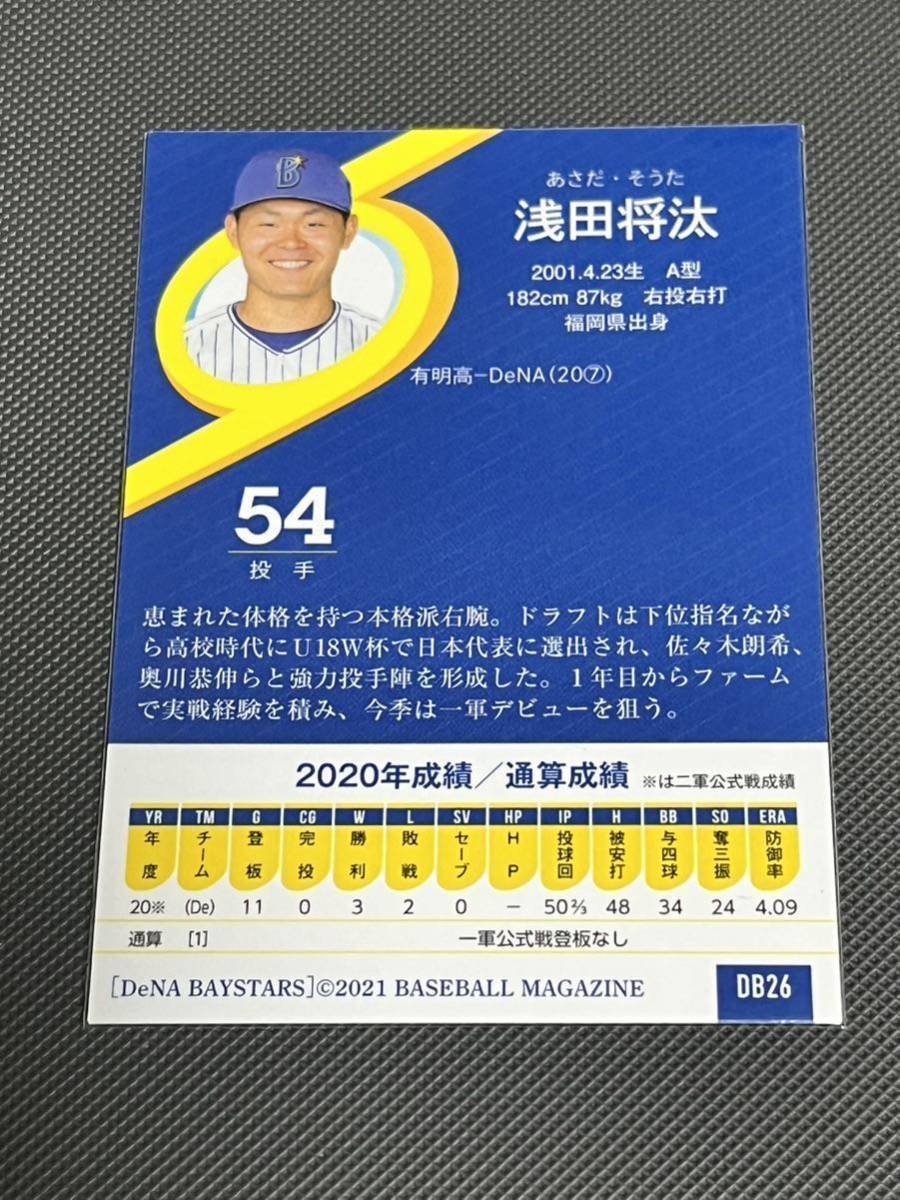 B
あさだ・そうた
浅田将汰
2001.4.23生 A型
182cm 87kg 右投右打
福岡県出身
有明高－DeNA(20⑦)
54
投手
恵まれた体格を持つ本格派右腕。ドラフトは下位指名なが
ら高校時代にU18W杯で日本代表に選出され、佐々木朗希、
奥川恭伸らと強力投手陣を形成した。1年目からファーム
で実戦経験を積み、今季は一軍デビューを狙う。
2020年成績／通算成績 ※は二軍公式戦成績
YR TM G CG W L SV HP IP H BB SO ERA
年度 チーム 登板 完投 勝利 敗戦 セーブ HP 投球回 被安打 与四球 奪三振 防御率
20※ (De) 11 0 3 2 0 － 50⅔ 48 34 24 4.09
通算 [1] 一軍公式戦登板なし
[DeNA BAYSTARS]©2021 BASEBALL MAGAZINE DB26